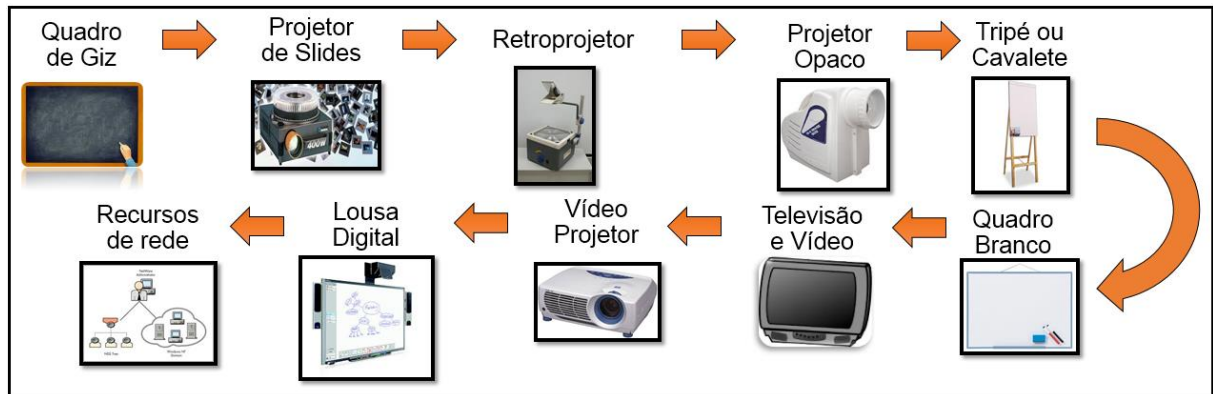 Quadro
de Giz
Projetor
de Slides
Retroprojetor
Projetor
Opaco
Tripé ou
Cavalete
Quadro
Branco
Televisão
e Vídeo
Vídeo
Projetor
Lousa
Digital
Recursos
de rede
400W